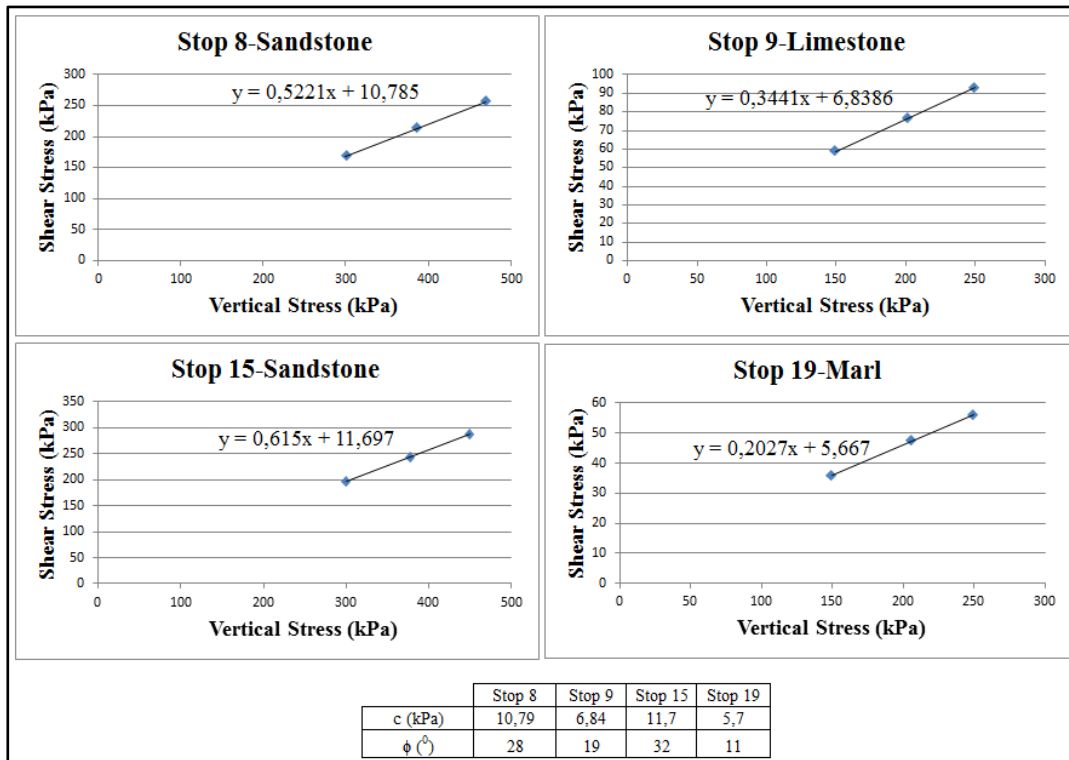 Stop 8-Sandstone
Shear Stress (kPa)
300
250
200
150
100
50
0
y = 0,5221x + 10,785
0 100 200 300 400 500
Vertical Stress (kPa)
Stop 9-Limestone
Shear Stress (kPa)
100
90
80
70
60
50
40
30
20
10
0
y = 0,3441x + 6,8386
0 50 100 150 200 250 300
Vertical Stress (kPa)
Stop 15-Sandstone
Shear Stress (kPa)
350
300
250
200
150
100
50
0
y = 0,615x + 11,697
0 100 200 300 400 500
Vertical Stress (kPa)
Stop 19-Marl
Shear Stress (kPa)
60
50
40
30
20
10
0
y = 0,2027x + 5,667
0 50 100 150 200 250 300
Vertical Stress (kPa)
Stop 8 Stop 9 Stop 15 Stop 19
c (kPa) 10,79 6,84 11,7 5,7
ϕ (⁰) 28 19 32 11